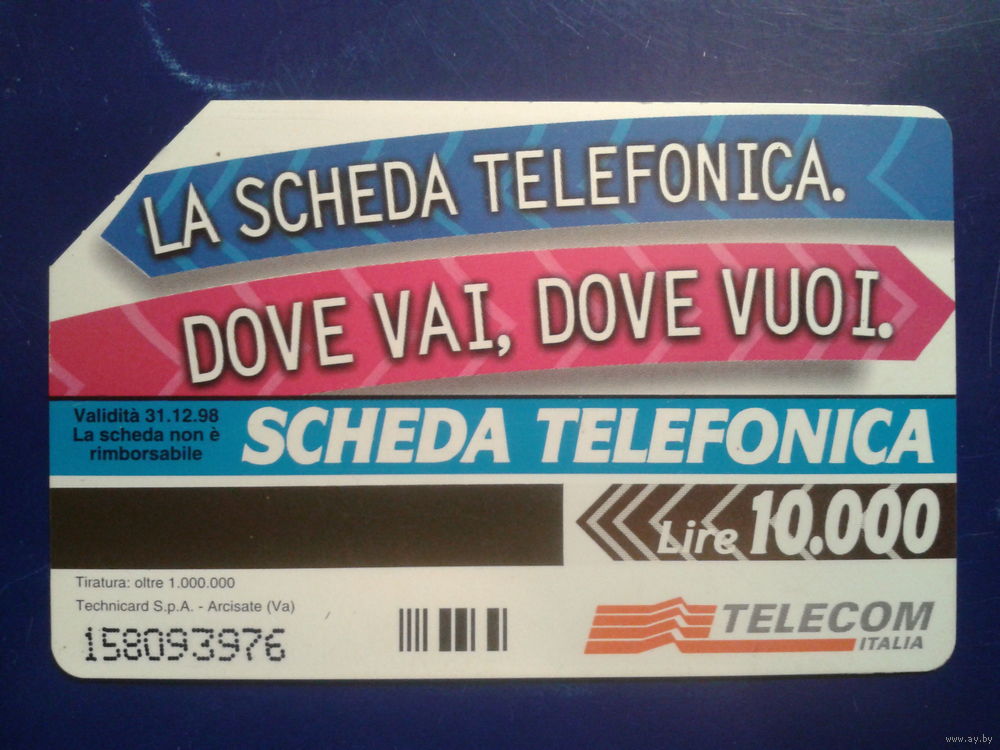 LA SCHEDA TELEFONICA.
DOVE VAI, DOVE VUOI.
Validità 31.12.98
La scheda non è
rimborsabile
SCHEDA TELEFONICA
Lire 10.000
Tiratura: oltre 1.000.000
Technicard S.p.A. - Arcisate (Va)
158093976
TELECOM
ITALIA
www.ay.by